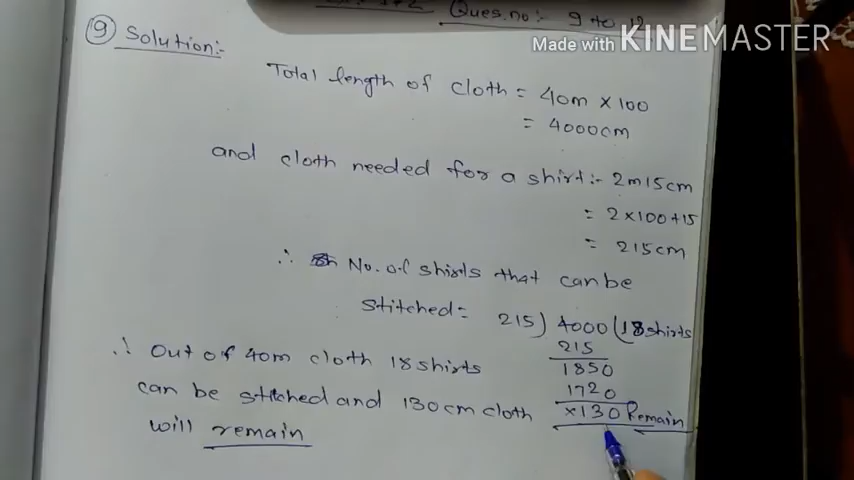 Ques.no:- 9 to 12
Made with KINEMASTER
9 Solution:-
Total length of cloth = 40m x 100
= 4000cm
and cloth needed for a shirt:- 2m15cm
= 2x100+15
= 215cm
∴ No. of shirts that can be
stitched = 215) 4000 (18shirts
215
1850
1720
x130 Remain
∴ Out of 40m cloth 18shirts
can be stitched and 130cm cloth
will remain